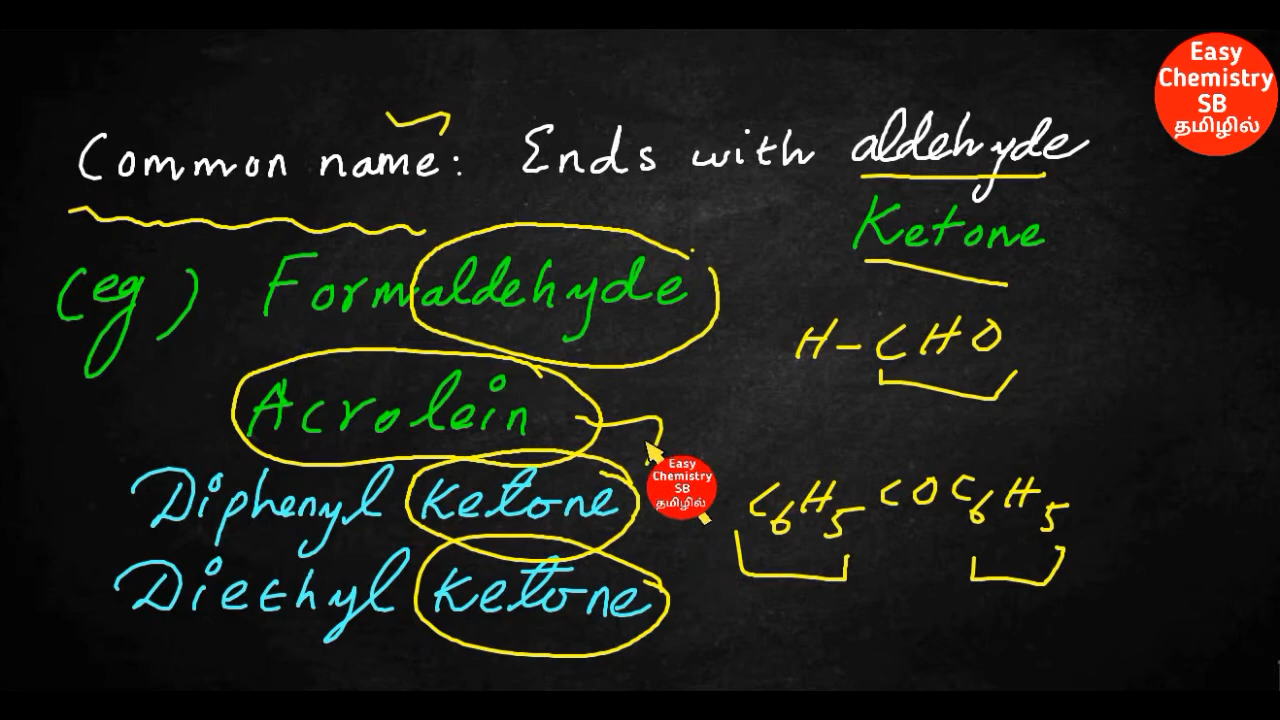 Easy
Chemistry
SB
தமிழில்
Common name: Ends with aldehyde
Ketone
(eg) Formaldehyde
H-CHO
Acrolein
Easy
Chemistry
SB
தமிழில்
Diphenyl Ketone
C₆H₅COC₆H₅
Diethyl Ketone